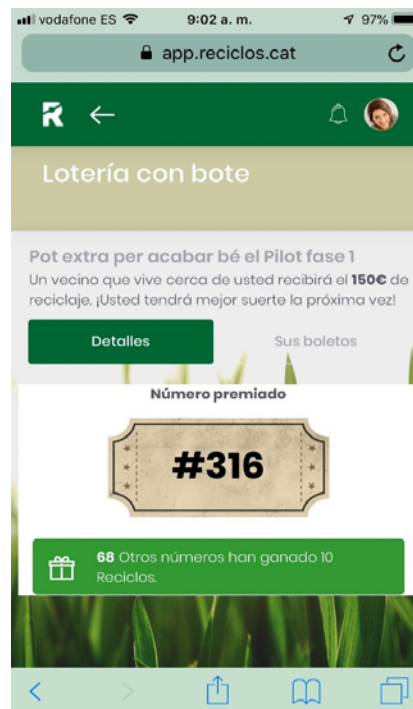 vodafone ES 9:02 a. m. 97%
app.reciclos.cat
Lotería con bote
Pot extra per acabar bé el Pilot fase 1
Un vecino que vive cerca de usted recibirá el 150€ de
reciclaje. ¡Usted tendrá mejor suerte la próxima vez!
Detalles Sus boletos
Número premiado
#316
68 Otros números han ganado 10
Reciclos.